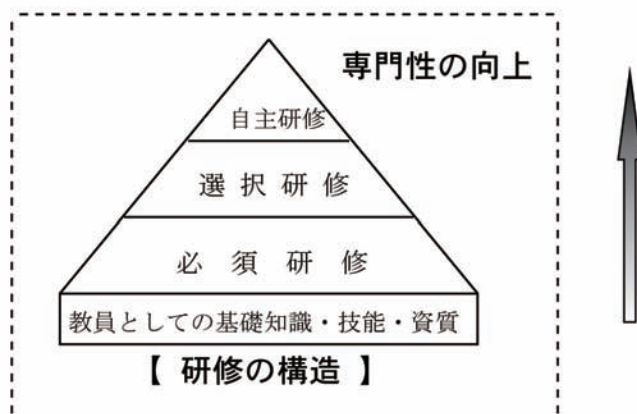 専門性の向上
自主研修
選択研修
必須研修
教員としての基礎知識・技能・資質
【 研修の構造 】